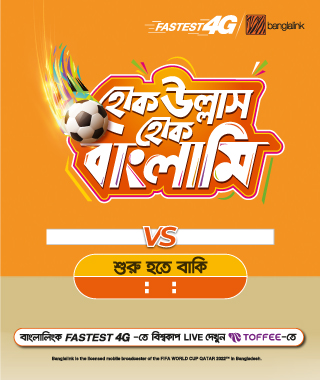 FASTEST 4G banglalink
হোক উল্লাস
হোক
বাংলামি
VS
শুরু হতে বাকি
: :
বাংলালিংক FASTEST 4G -তে বিশ্বকাপ LIVE দেখুন TOFFEE-তে
Banglalink is the licensed mobile broadcaster of the FIFA WORLD CUP QATAR 2022™ in Bangladesh.